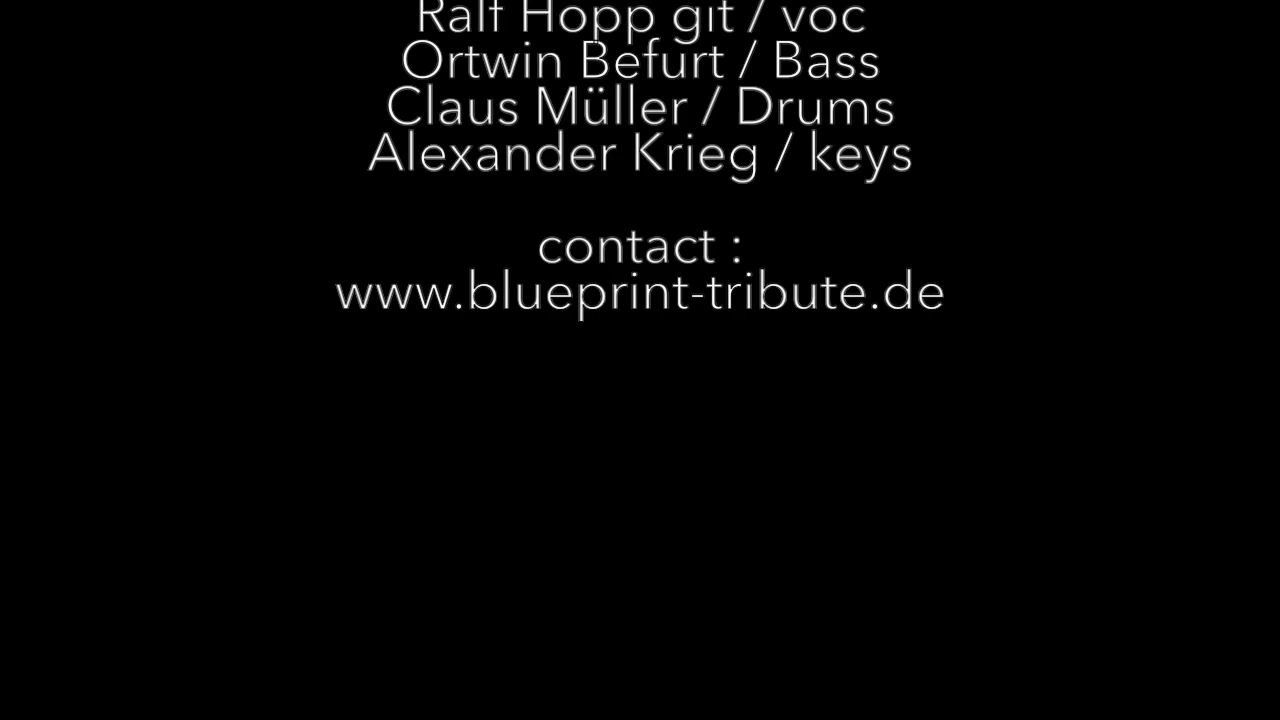 Ralf Hopp git / voc
Ortwin Befurt / Bass
Claus Müller / Drums
Alexander Krieg / keys
contact :
www.blueprint-tribute.de